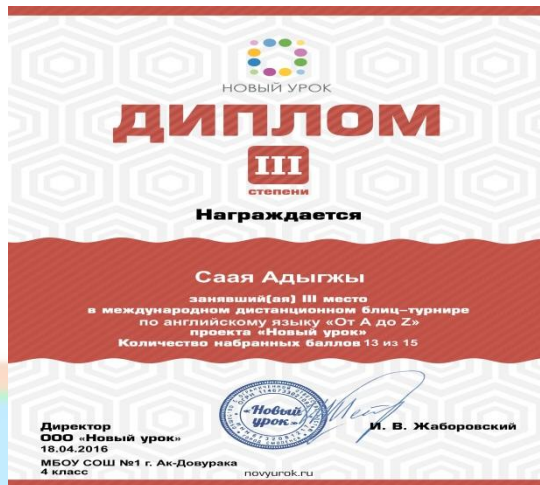 НОВЫЙ УРОК
ДИПЛОМ
III
степени
Награждается
Саая Адыгжы
занявший(ая) III место
в международном дистанционном блиц-турнире
по английскому языку «От A до Z»
проекта «Новый урок»
Количество набранных баллов 13 из 15
«Новый
урок»
Директор
ООО «Новый урок»
И. В. Жаборовский
18.04.2016
МБОУ СОШ №1 г. Ак-Довурака
4 класс
novyurok.ru